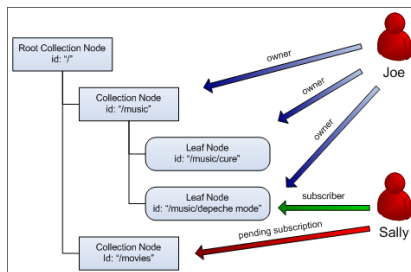 Root Collection Node
id: "/"
owner
Joe
Collection Node
id: "/music"
owner
owner
Leaf Node
id: "/music/cure"
Leaf Node
id: "/music/depeche mode"
subscriber
Sally
pending subscription
Collection Node
Id: "/movies"